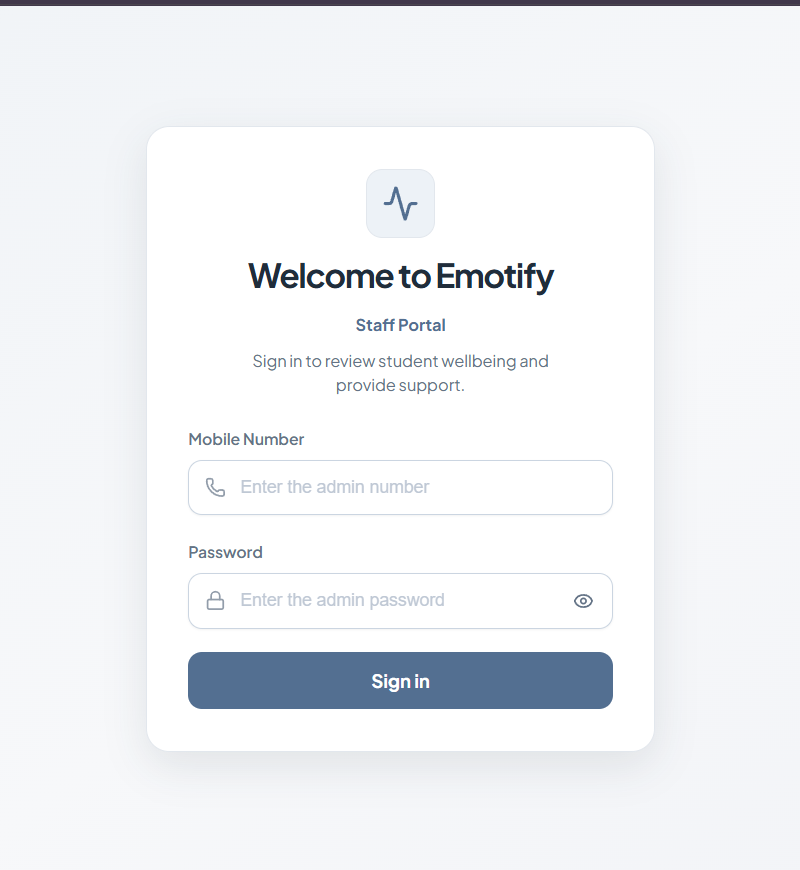 Welcome to Emotify
Staff Portal
Sign in to review student wellbeing and
provide support.
Mobile Number
Enter the admin number
Password
Enter the admin password
Sign in